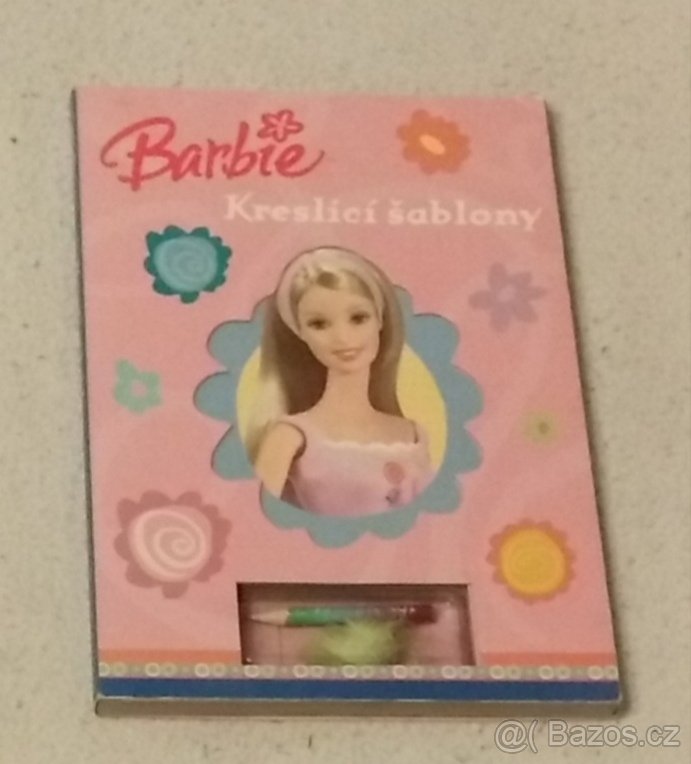 Barbie
Kreslící šablony
@( Bazos.cz